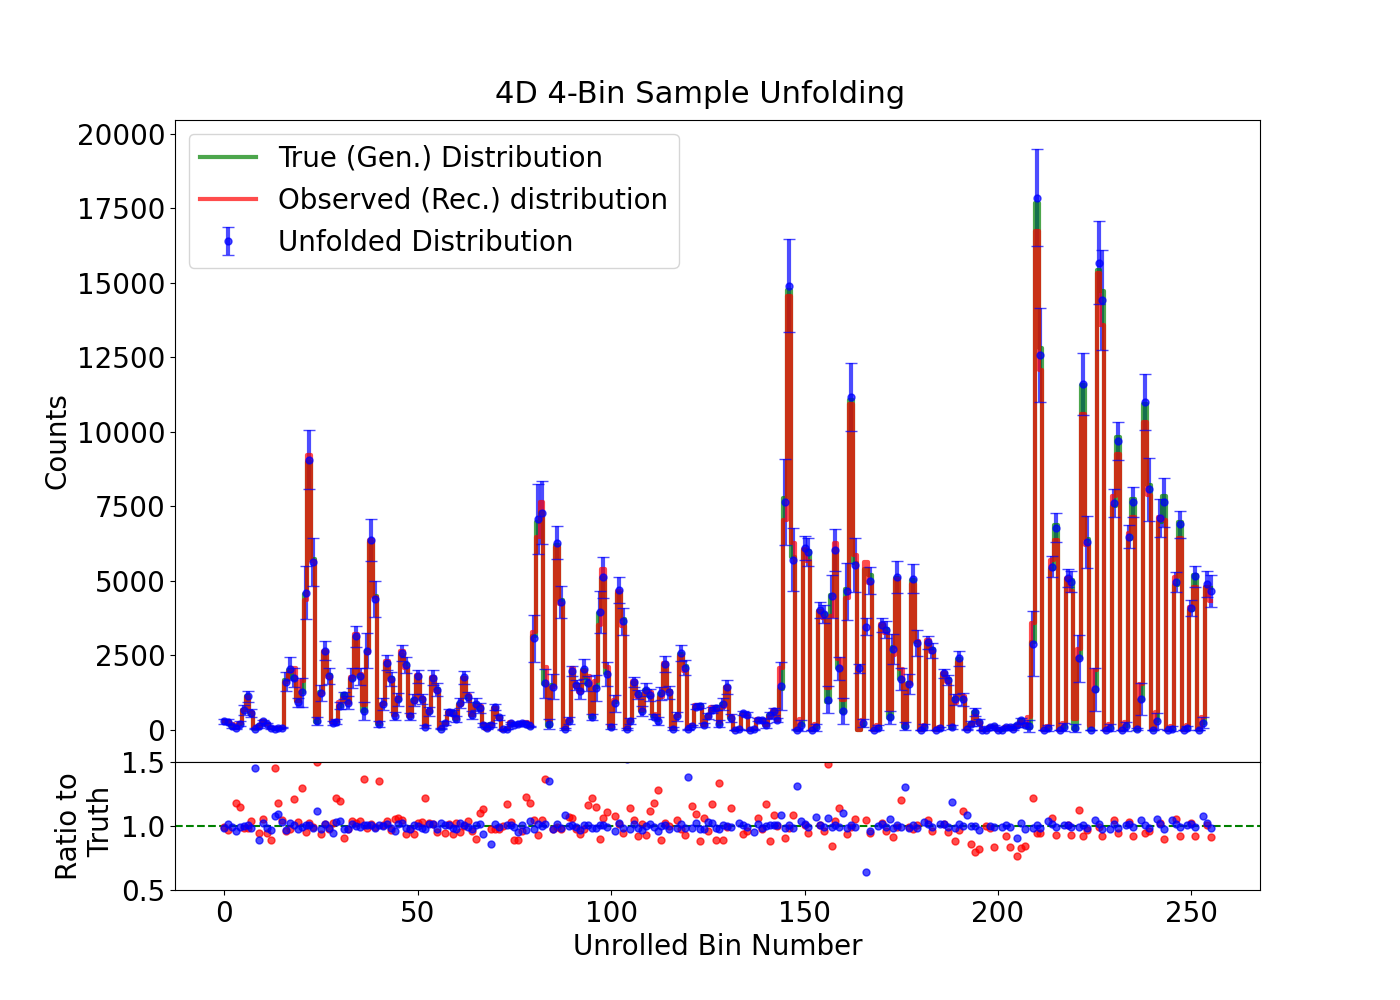 4D 4-Bin Sample Unfolding
20000
17500
15000
12500
10000
7500
5000
2500
0
Counts
True (Gen.) Distribution
Observed (Rec.) distribution
Unfolded Distribution
1.5
1.0
0.5
Ratio to
Truth
0 50 100 150 200 250
Unrolled Bin Number